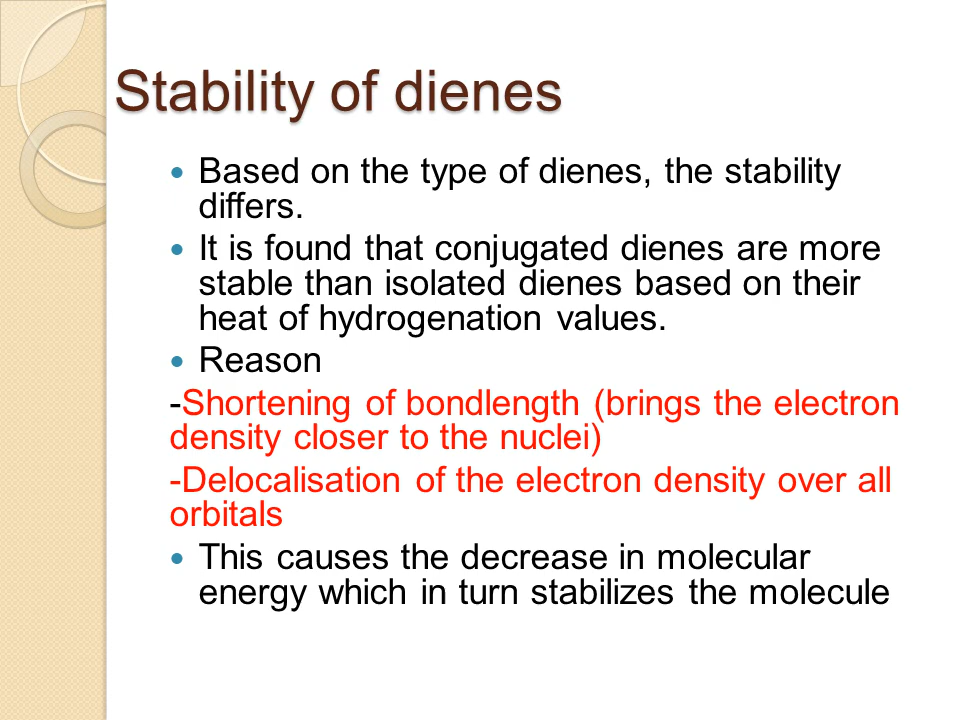 Stability of dienes
• Based on the type of dienes, the stability
differs.
• It is found that conjugated dienes are more
stable than isolated dienes based on their
heat of hydrogenation values.
• Reason
-Shortening of bondlength (brings the electron
density closer to the nuclei)
-Delocalisation of the electron density over all
orbitals
• This causes the decrease in molecular
energy which in turn stabilizes the molecule